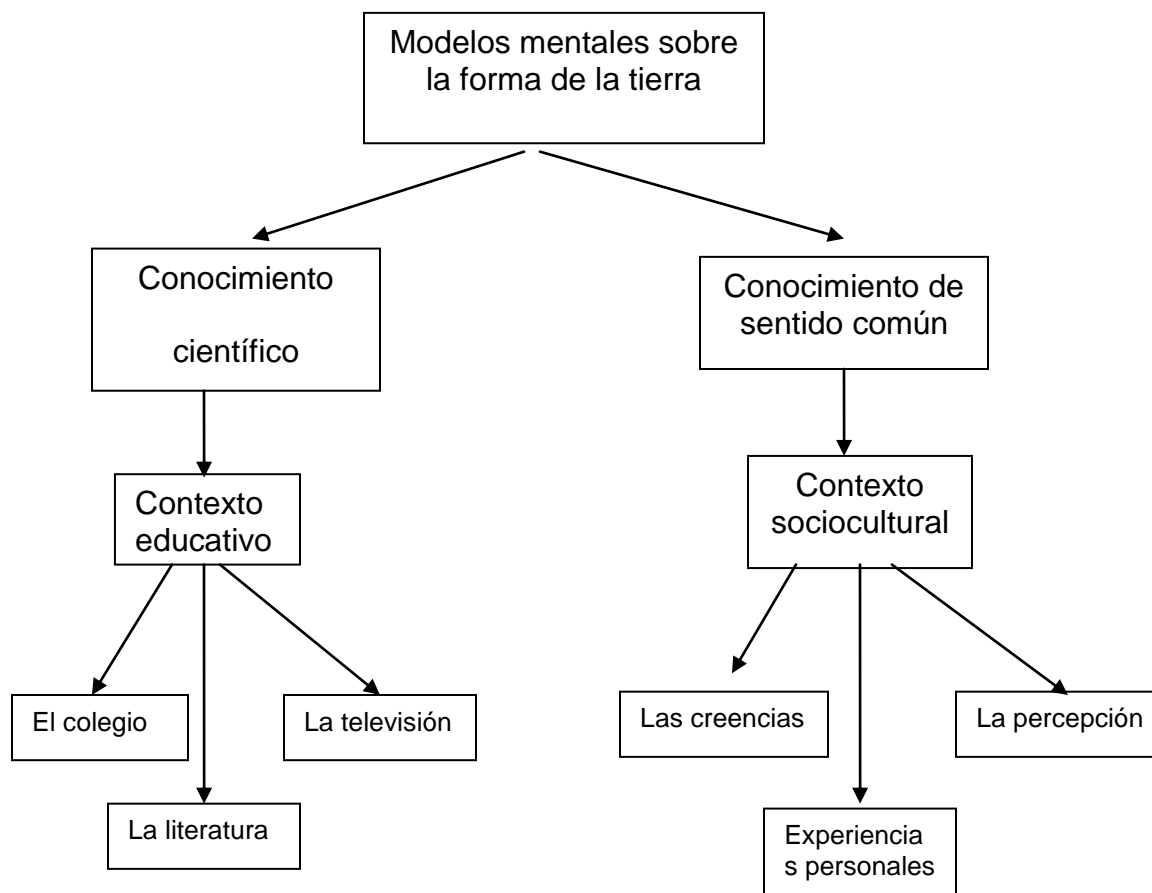 Modelos mentales sobre
la forma de la tierra
Conocimiento
científico
Conocimiento de
sentido común
Contexto
educativo
Contexto
sociocultural
El colegio
La televisión
Las creencias
La percepción
La literatura
Experiencia
s personales